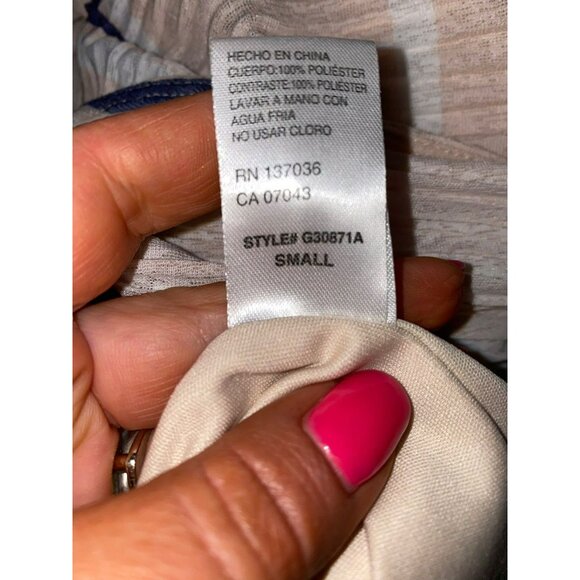 HECHO EN CHINA
CUERPO:100% POLIÉSTER
CONTRASTE:100% POLIÉSTER
LAVAR A MANO CON
AGUA FRIA
NO USAR CLORO
RN 137036
CA 07043
STYLE# G30871A
SMALL